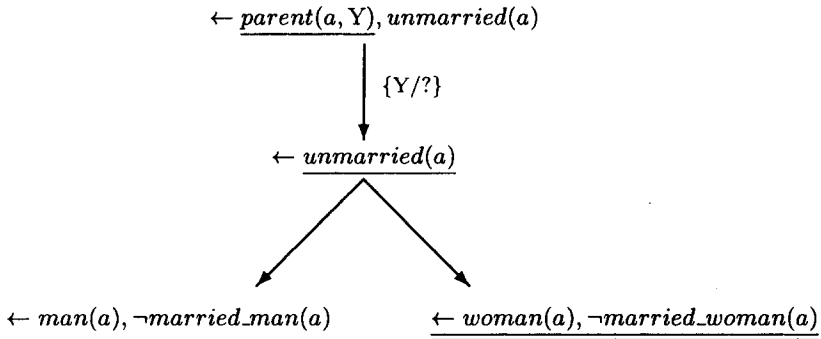 ← parent(a, Y), unmarried(a)
{Y/?}
← unmarried(a)
← man(a), ¬married_man(a)
← woman(a), ¬married_woman(a)